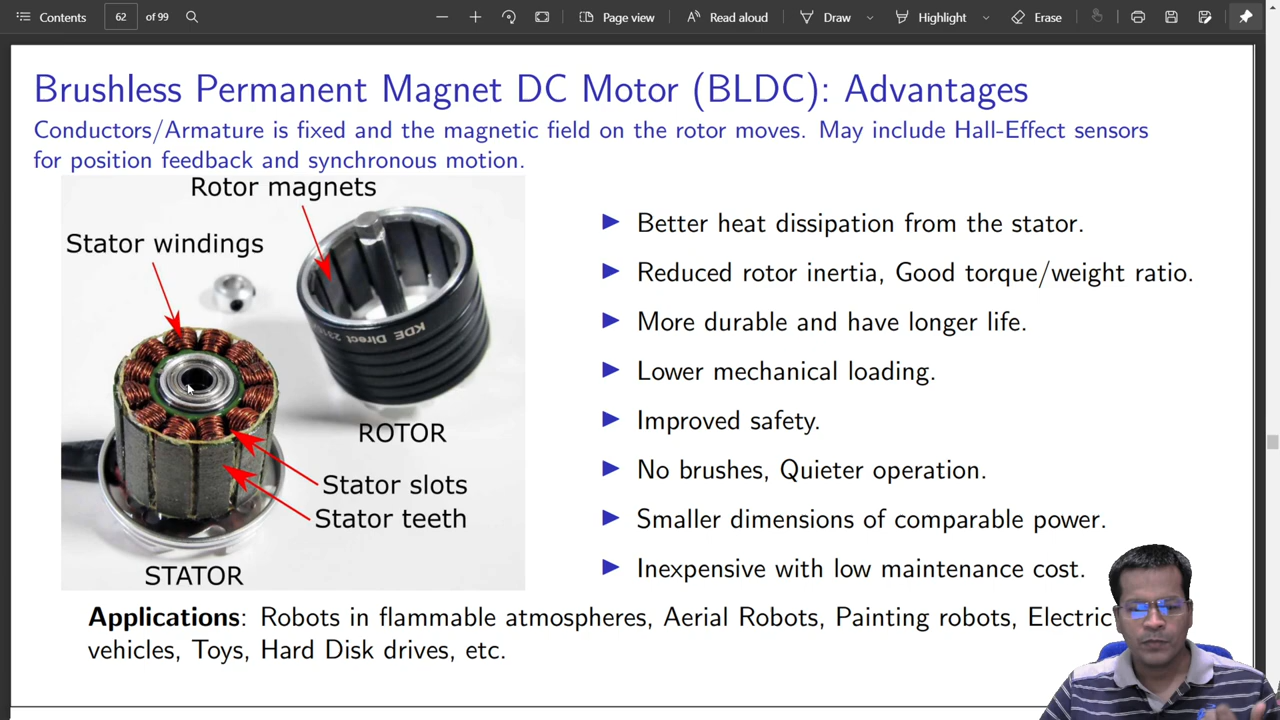 Contents
62 of 99
Page view
Read aloud
Draw
Highlight
Erase
Brushless Permanent Magnet DC Motor (BLDC): Advantages
Conductors/Armature is fixed and the magnetic field on the rotor moves. May include Hall-Effect sensors
for position feedback and synchronous motion.
Rotor magnets
Stator windings
KDE Direct
ROTOR
Stator slots
Stator teeth
STATOR
Better heat dissipation from the stator.
Reduced rotor inertia, Good torque/weight ratio.
More durable and have longer life.
Lower mechanical loading.
Improved safety.
No brushes, Quieter operation.
Smaller dimensions of comparable power.
Inexpensive with low maintenance cost.
Applications: Robots in flammable atmospheres, Aerial Robots, Painting robots, Electric
vehicles, Toys, Hard Disk drives, etc.